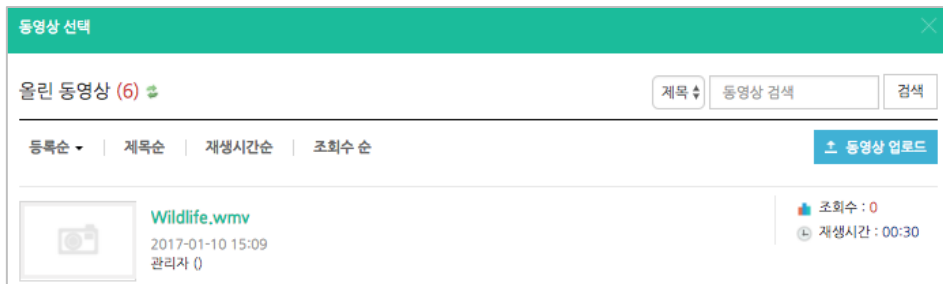 동영상 선택
올린 동영상 (6)
제목 동영상 검색 검색
등록순 제목순 재생시간순 조회수 순
동영상 업로드
Wildlife.wmv
2017-01-10 15:09
관리자 ()
조회수 : 0
재생시간 : 00:30